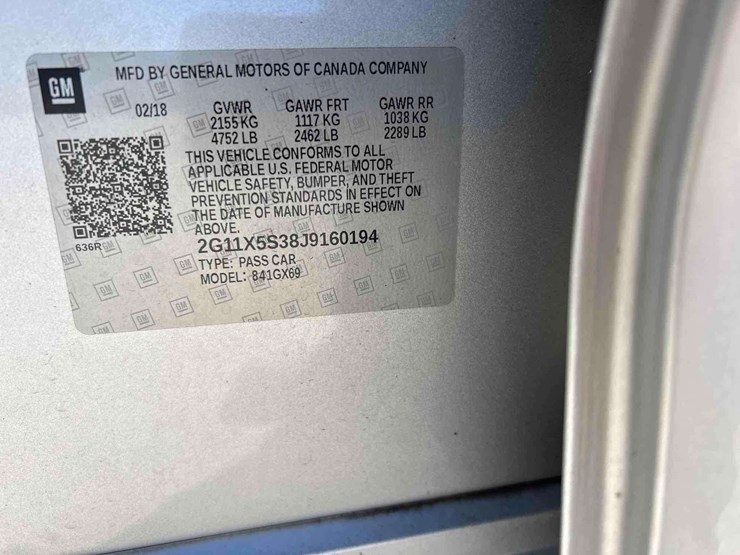 GM
MFD BY GENERAL MOTORS OF CANADA COMPANY
02/18
GVWR GAWR FRT GAWR RR
2155 KG 1117 KG 1038 KG
4752 LB 2462 LB 2289 LB
THIS VEHICLE CONFORMS TO ALL
APPLICABLE U.S. FEDERAL MOTOR
VEHICLE SAFETY, BUMPER, AND THEFT
PREVENTION STANDARDS IN EFFECT ON
THE DATE OF MANUFACTURE SHOWN
ABOVE.
636R
2G11X5S38J9160194
TYPE: PASS CAR
MODEL: 841GX69